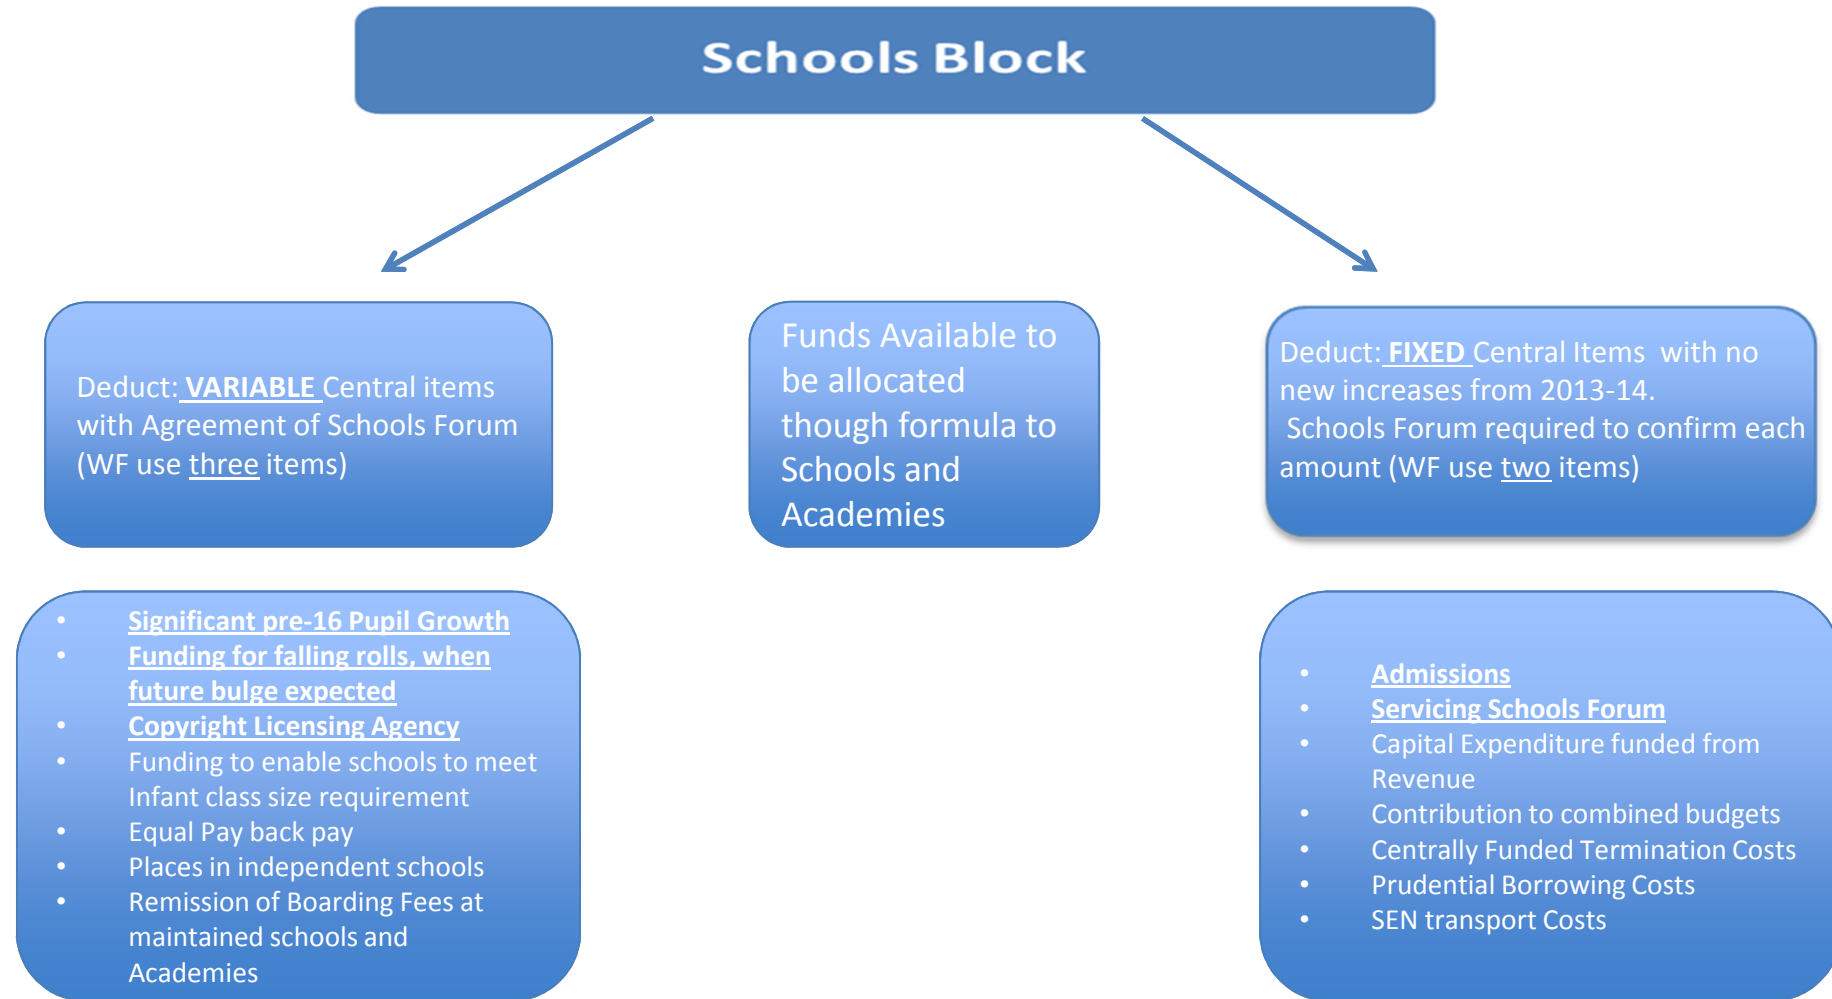 Schools Block
Deduct: VARIABLE Central items
with Agreement of Schools Forum
(WF use three items)
Funds Available to
be allocated
though formula to
Schools and
Academies
Deduct: FIXED Central Items with no
new increases from 2013-14.
Schools Forum required to confirm each
amount (WF use two items)
• Significant pre-16 Pupil Growth
• Funding for falling rolls, when
future bulge expected
• Copyright Licensing Agency
• Funding to enable schools to meet
Infant class size requirement
• Equal Pay back pay
• Places in independent schools
• Remission of Boarding Fees at
maintained schools and
Academies
• Admissions
• Servicing Schools Forum
• Capital Expenditure funded from
Revenue
• Contribution to combined budgets
• Centrally Funded Termination Costs
• Prudential Borrowing Costs
• SEN transport Costs